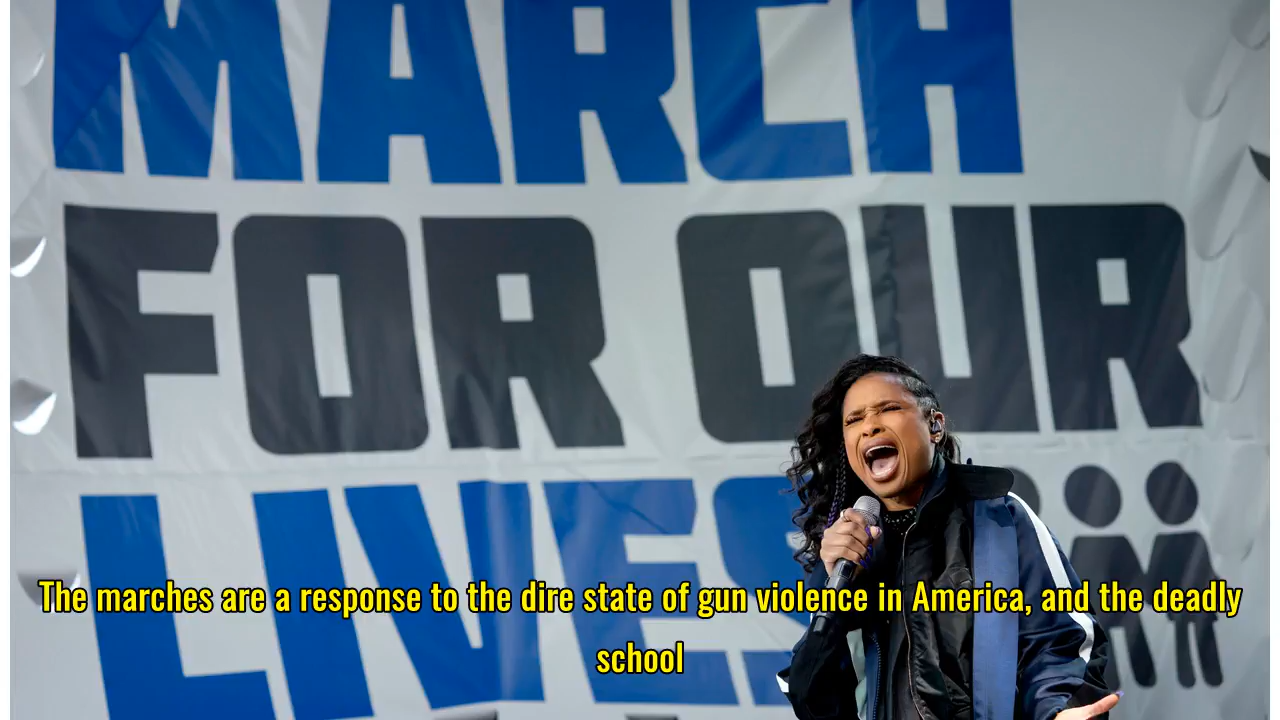 MARCH
FOR OUR
LIVES
The marches are a response to the dire state of gun violence in America, and the deadly
school